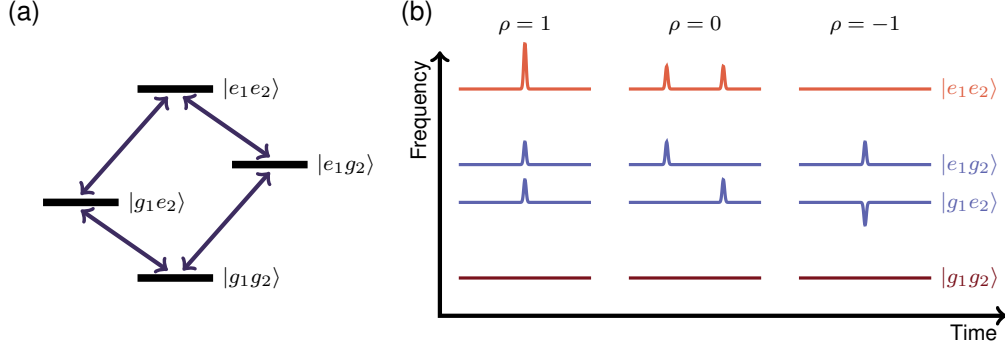 (a)
|e₁e₂⟩
|e₁g₂⟩
|g₁e₂⟩
|g₁g₂⟩
(b)
ρ = 1
ρ = 0
ρ = −1
Frequency
|e₁e₂⟩
|e₁g₂⟩
|g₁e₂⟩
|g₁g₂⟩
Time